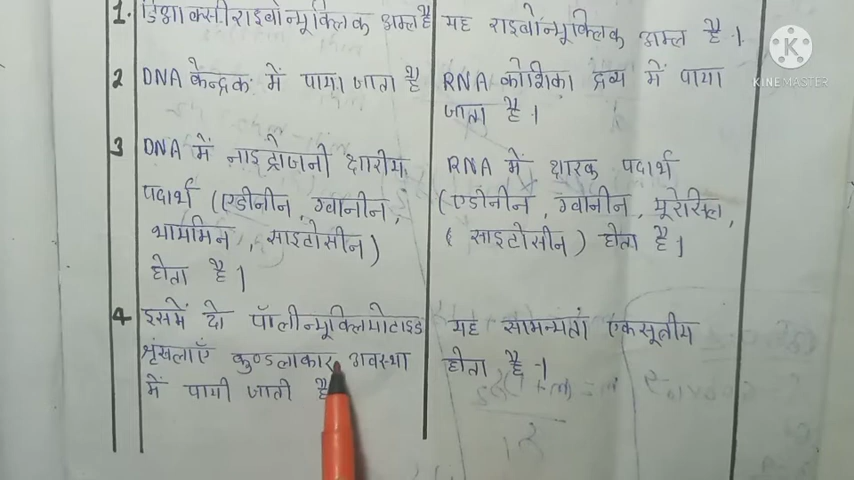 1. डिऑक्सीराइबोन्यूक्लिक अम्ल है यह राइबोन्यूक्लिक अम्ल है ।
2 DNA केन्द्रक में पाया जाता है RNA कोशिका द्रव्य में पाया
जाता है ।
3 DNA में नाइट्रोजनी क्षारीय RNA में क्षारक पदार्थ
पदार्थ (एडीनीन, ग्वानीन, (एडीनीन, ग्वानीन, यूरेसिल,
थायमिन, साइटोसीन) ( साइटोसीन) होता है ।
होता है ।
4 इसमें दो पॉलीन्यूक्लियोटाइड यह सामन्यता एकसूत्रीय
शृंखलाएँ कुण्डलाकार अवस्था होता है ।
में पायी जाती है
KINEMASTER